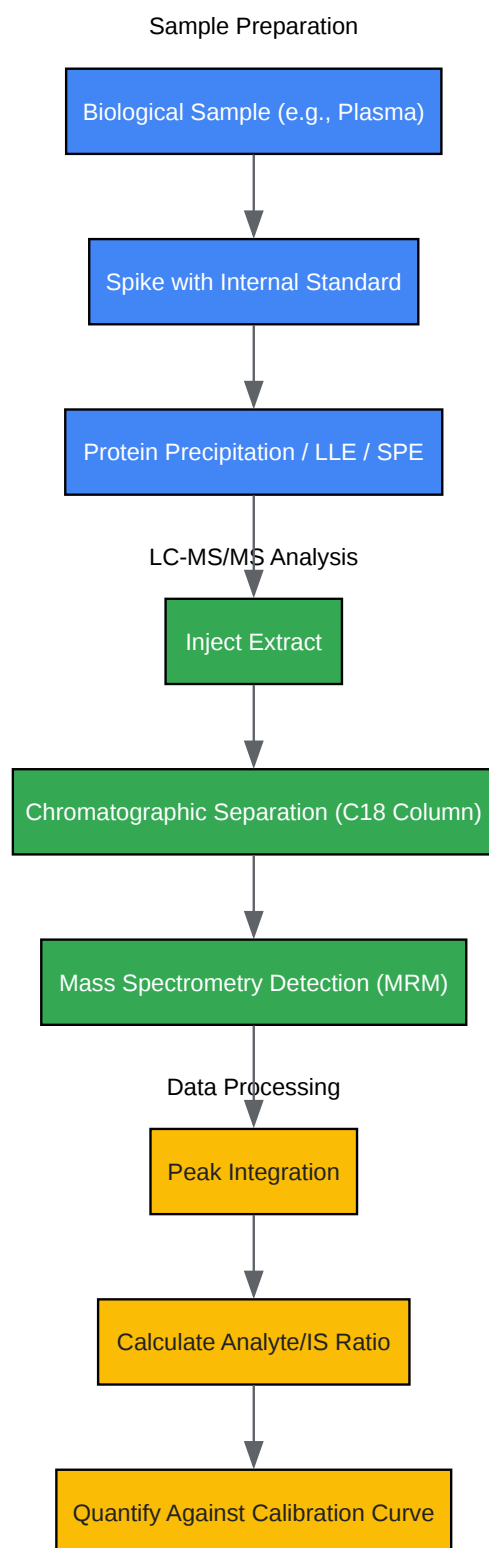 Sample Preparation
Biological Sample (e.g., Plasma)
Spike with Internal Standard
Protein Precipitation / LLE / SPE
LC-MS/MS Analysis
Inject Extract
Chromatographic Separation (C18 Column)
Mass Spectrometry Detection (MRM)
Data Processing
Peak Integration
Calculate Analyte/IS Ratio
Quantify Against Calibration Curve